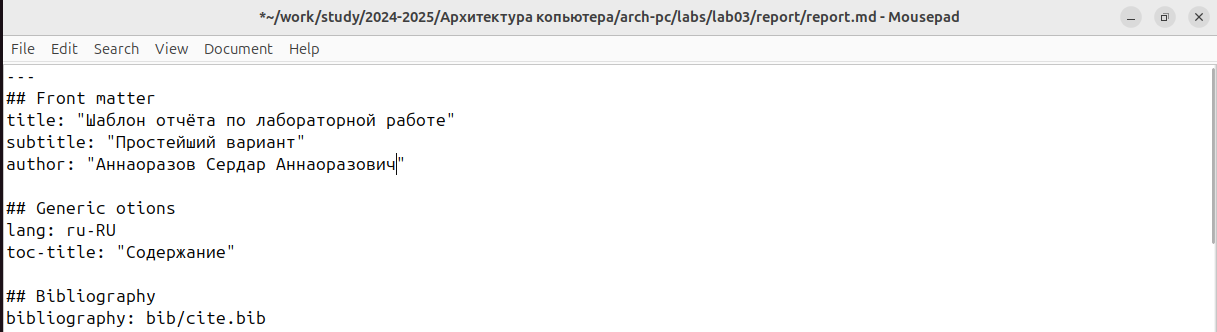 *~/work/study/2024-2025/Архитектура копьютера/arch-pc/labs/lab03/report/report.md - Mousepad
File Edit Search View Document Help
---
## Front matter
title: "Шаблон отчёта по лабораторной работе"
subtitle: "Простейший вариант"
author: "Аннаоразов Сердар Аннаоразович"
## Generic otions
lang: ru-RU
toc-title: "Содержание"
## Bibliography
bibliography: bib/cite.bib